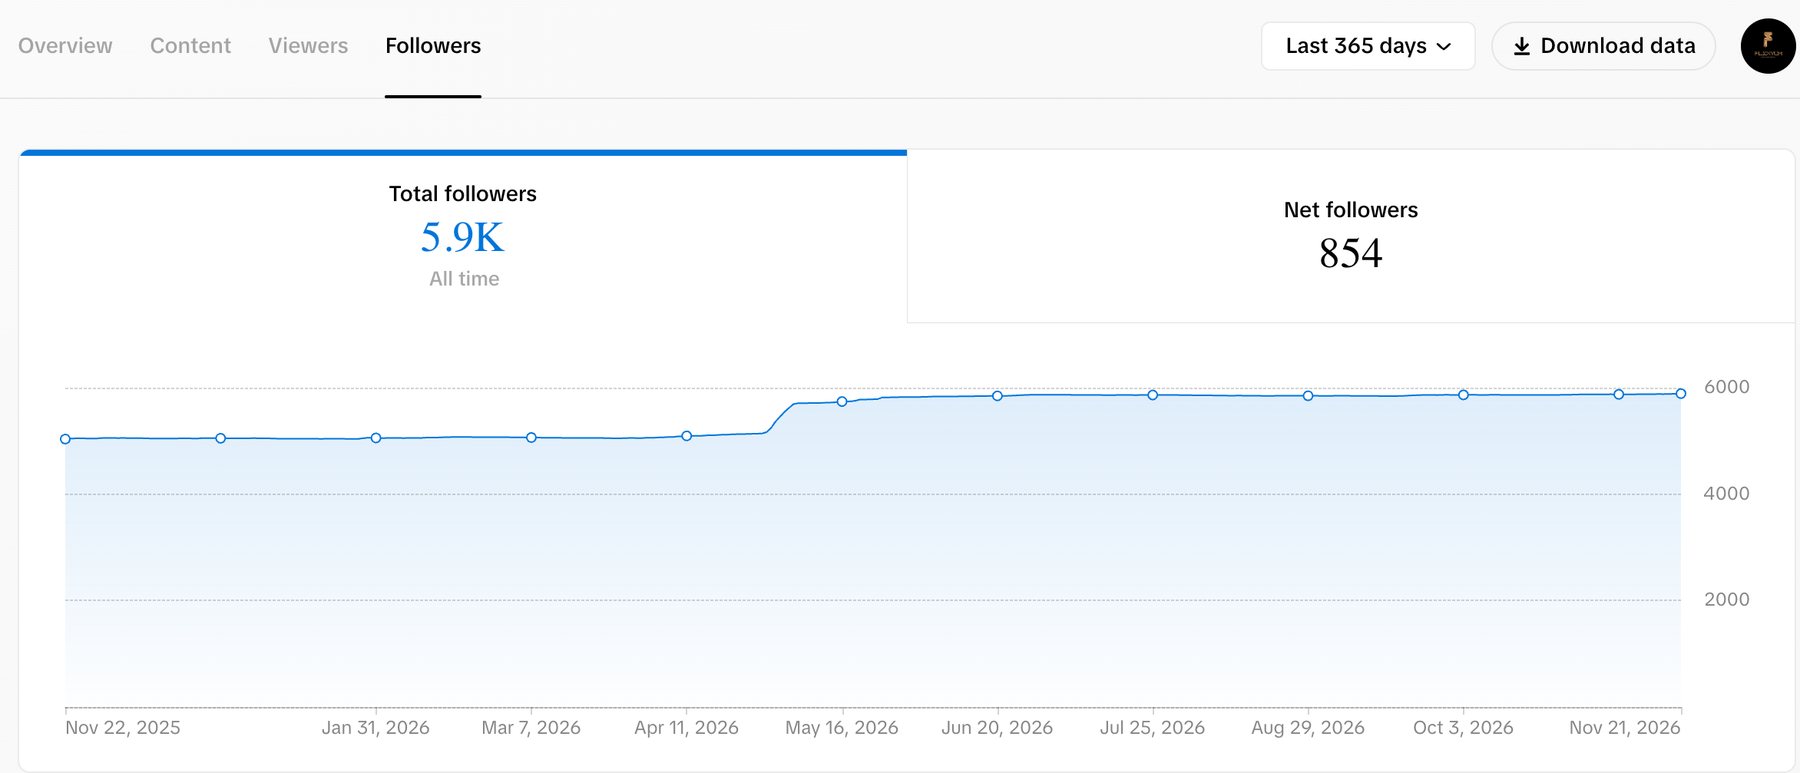 Overview Content Viewers Followers Last 365 days Download data
Total followers
5.9K
All time
Net followers
854
6000
4000
2000
Nov 22, 2025 Jan 31, 2026 Mar 7, 2026 Apr 11, 2026 May 16, 2026 Jun 20, 2026 Jul 25, 2026 Aug 29, 2026 Oct 3, 2026 Nov 21, 2026